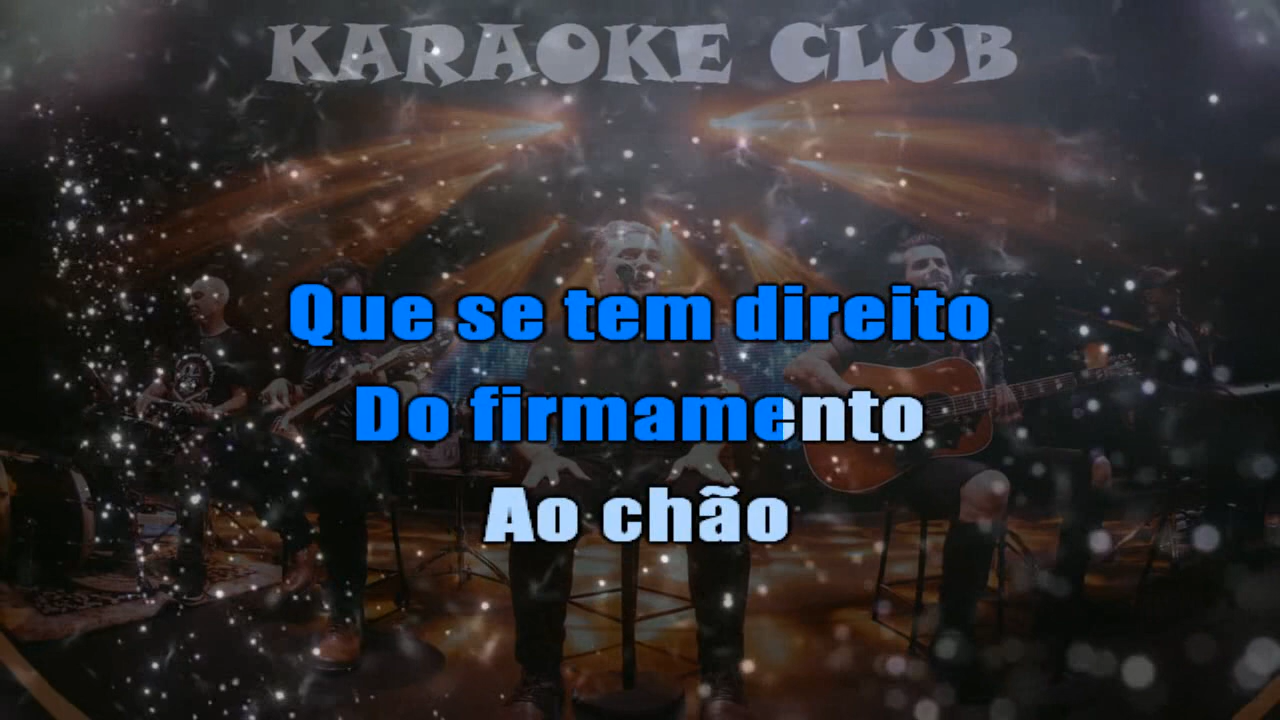 KARAOKE CLUB
Que se tem direito
Do firmamento
Ao chão